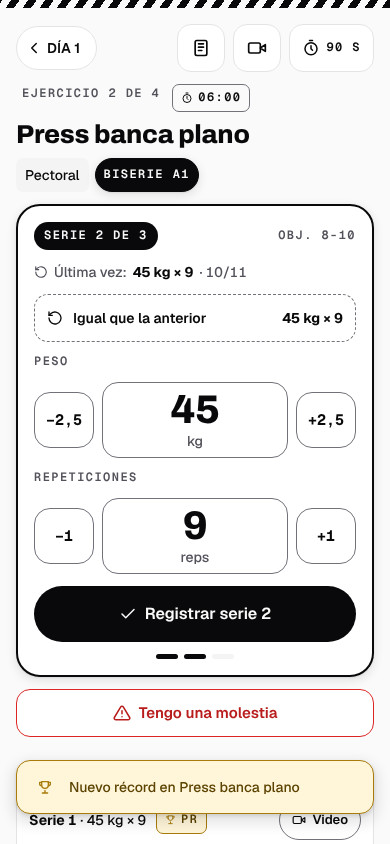 DÍA 1
90 S
EJERCICIO 2 DE 4
06:00
Press banca plano
Pectoral
BISERIE A1
SERIE 2 DE 3
OBJ. 8-10
Última vez: 45 kg × 9 · 10/11
Igual que la anterior
45 kg × 9
PESO
−2,5
45
kg
+2,5
REPETICIONES
−1
9
reps
+1
Registrar serie 2
Tengo una molestia
Nuevo récord en Press banca plano
Serie 1 · 45 kg × 9
PR
Video